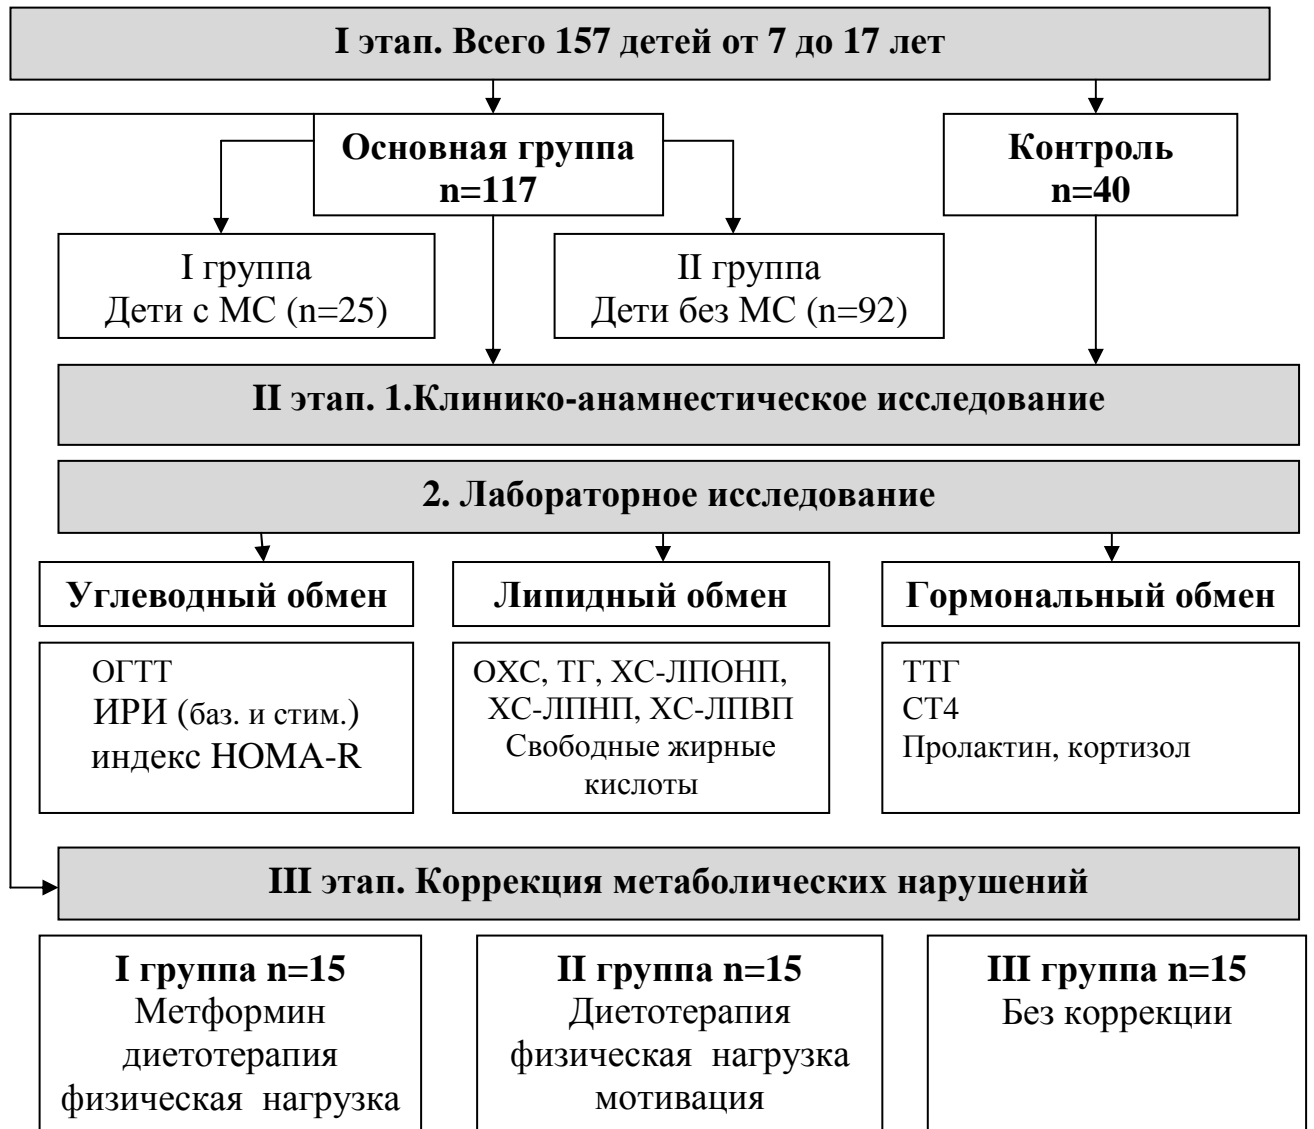 I этап. Всего 157 детей от 7 до 17 лет
Основная группа
n=117
Контроль
n=40
I группа
Дети с МС (n=25)
II группа
Дети без МС (n=92)
II этап. 1.Клинико-анамнестическое исследование
2. Лабораторное исследование
Углеводный обмен
Липидный обмен
Гормональный обмен
ОГТТ
ИРИ (баз. и стим.)
индекс HOMA-R
ОХС, ТГ, ХС-ЛПОНП,
ХС-ЛПНП, ХС-ЛПВП
Свободные жирные
кислоты
ТТГ
СТ4
Пролактин, кортизол
III этап. Коррекция метаболических нарушений
I группа n=15
Метформин
диетотерапия
физическая нагрузка
II группа n=15
Диетотерапия
физическая нагрузка
мотивация
III группа n=15
Без коррекции